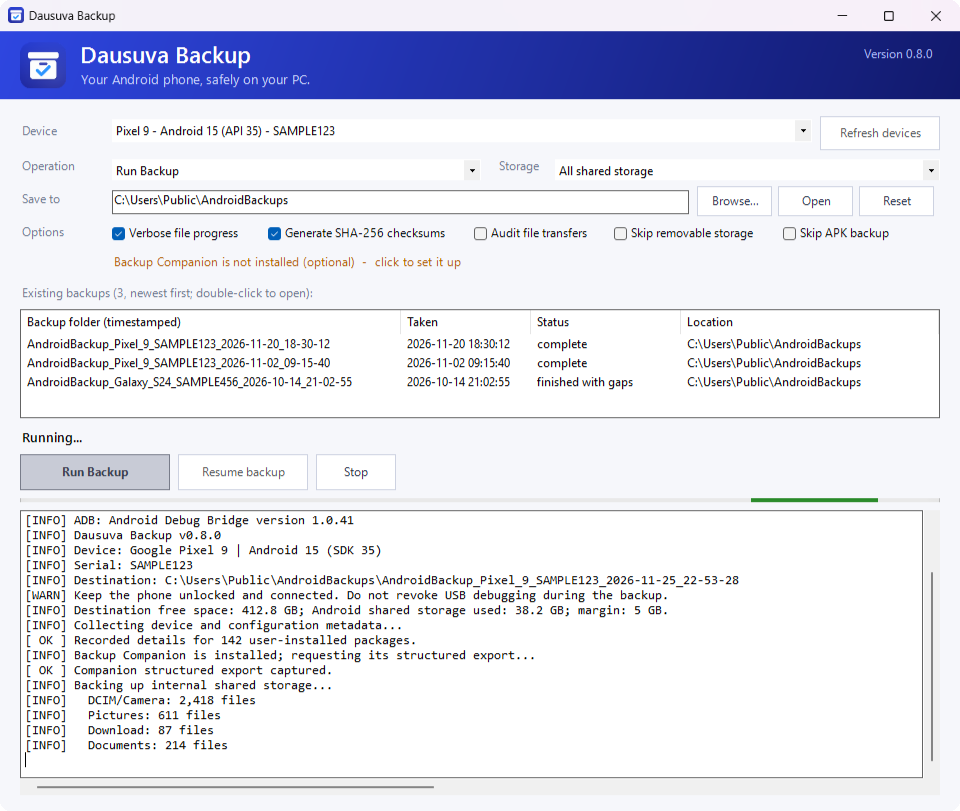 Dausuva Backup
Dausuva Backup
Your Android phone, safely on your PC.
Version 0.8.0
Device Pixel 9 - Android 15 (API 35) - SAMPLE123 Refresh devices
Operation Run Backup Storage All shared storage
Save to C:\Users\Public\AndroidBackups Browse... Open Reset
Options Verbose file progress Generate SHA-256 checksums Audit file transfers Skip removable storage Skip APK backup
Backup Companion is not installed (optional) - click to set it up
Existing backups (3, newest first; double-click to open):
Backup folder (timestamped) Taken Status Location
AndroidBackup_Pixel_9_SAMPLE123_2026-11-20_18-30-12 2026-11-20 18:30:12 complete C:\Users\Public\AndroidBackups
AndroidBackup_Pixel_9_SAMPLE123_2026-11-02_09-15-40 2026-11-02 09:15:40 complete C:\Users\Public\AndroidBackups
AndroidBackup_Galaxy_S24_SAMPLE456_2026-10-14_21-02-55 2026-10-14 21:02:55 finished with gaps C:\Users\Public\AndroidBackups
Running...
Run Backup Resume backup Stop
[INFO] ADB: Android Debug Bridge version 1.0.41
[INFO] Dausuva Backup v0.8.0
[INFO] Device: Google Pixel 9 | Android 15 (SDK 35)
[INFO] Serial: SAMPLE123
[INFO] Destination: C:\Users\Public\AndroidBackups\AndroidBackup_Pixel_9_SAMPLE123_2026-11-25_22-53-28
[WARN] Keep the phone unlocked and connected. Do not revoke USB debugging during the backup.
[INFO] Destination free space: 412.8 GB; Android shared storage used: 38.2 GB; margin: 5 GB.
[INFO] Collecting device and configuration metadata...
[ OK ] Recorded details for 142 user-installed packages.
[INFO] Backup Companion is installed; requesting its structured export...
[ OK ] Companion structured export captured.
[INFO] Backing up internal shared storage...
[INFO]   DCIM/Camera: 2,418 files
[INFO]   Pictures: 611 files
[INFO]   Download: 87 files
[INFO]   Documents: 214 files